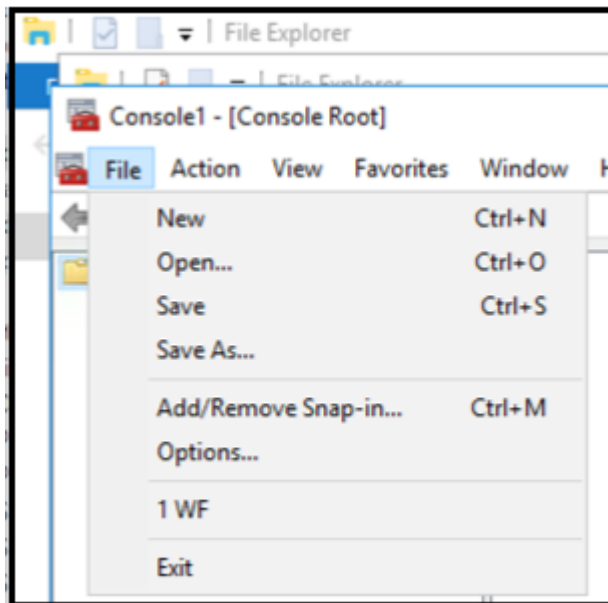 File Explorer
File Explorer
Console1 - [Console Root]
File Action View Favorites Window H
New Ctrl+N
Open... Ctrl+O
Save Ctrl+S
Save As...
Add/Remove Snap-in... Ctrl+M
Options...
1 WF
Exit